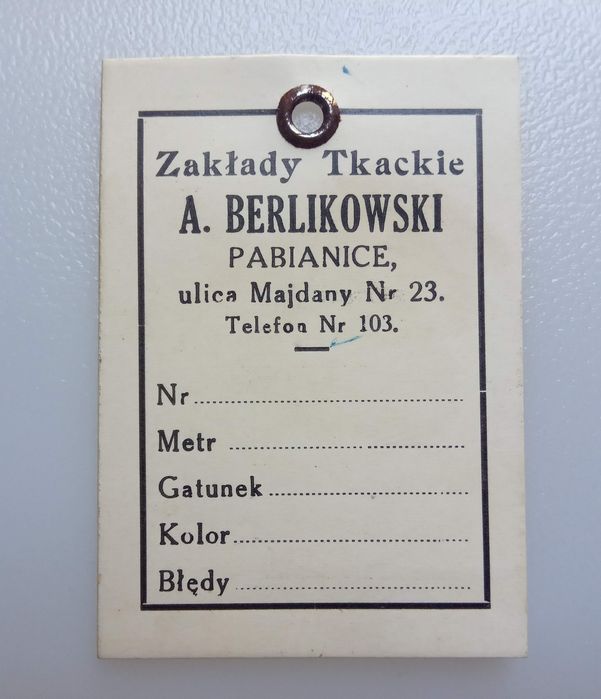 Zakłady Tkackie
A. BERLIKOWSKI
PABIANICE,
ulica Majdany Nr 23.
Telefon Nr 103.
Nr
Metr
Gatunek
Kolor
Błędy